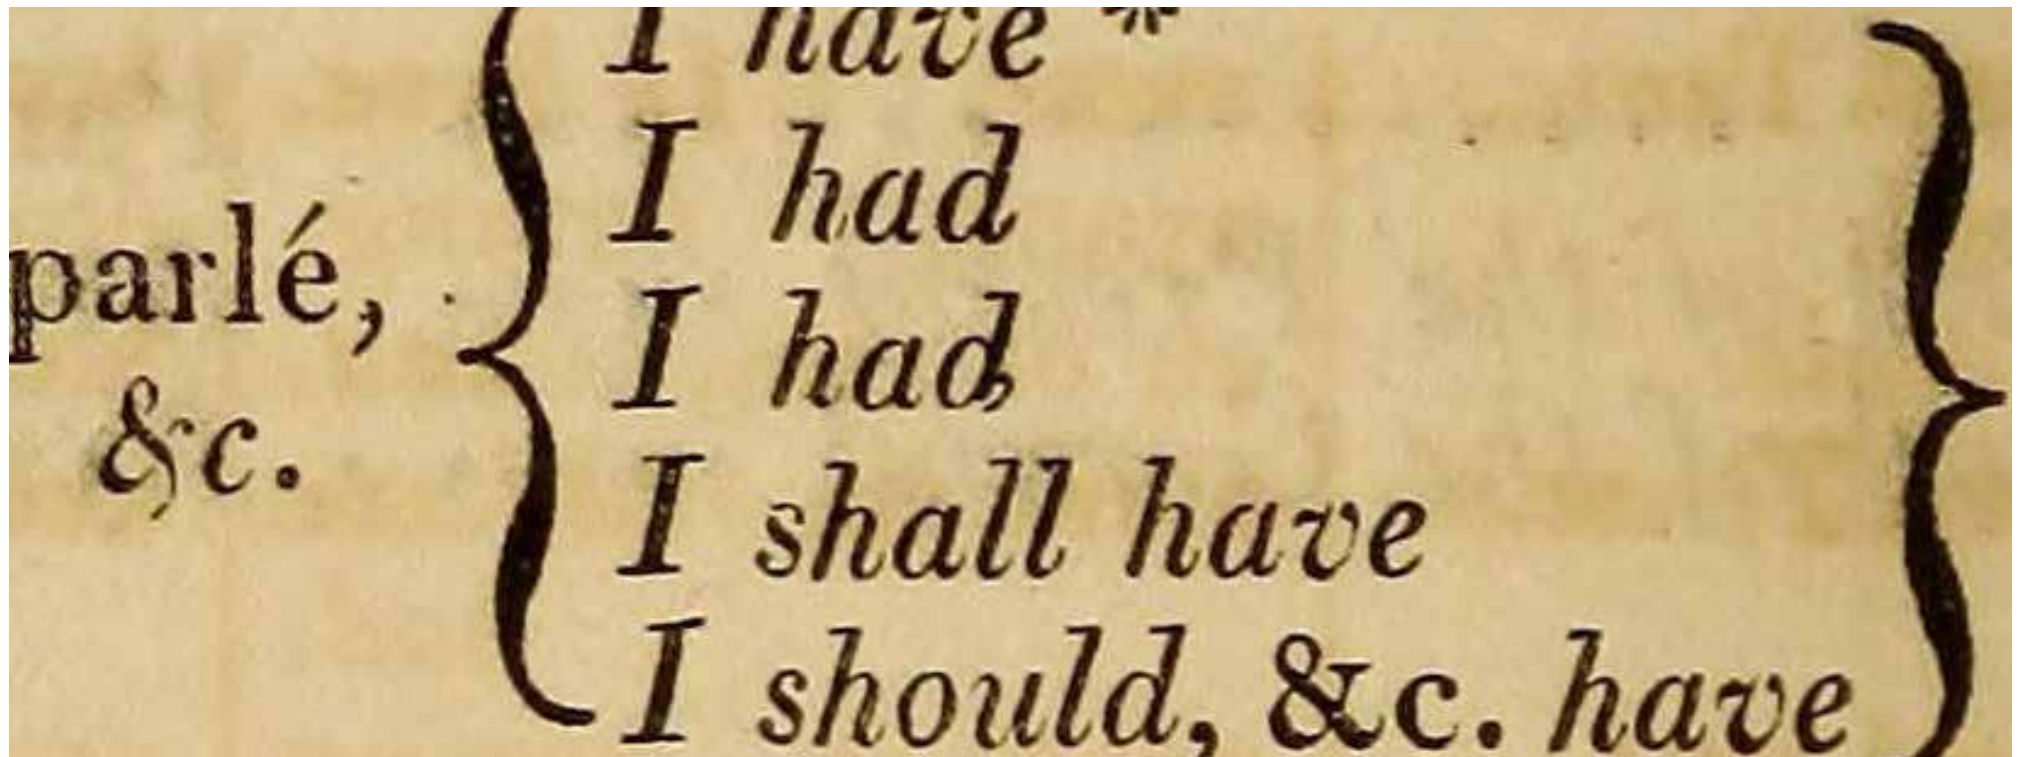 I have *
I had
I had,
parlé,
&c.
I shall have
I should, &c. have